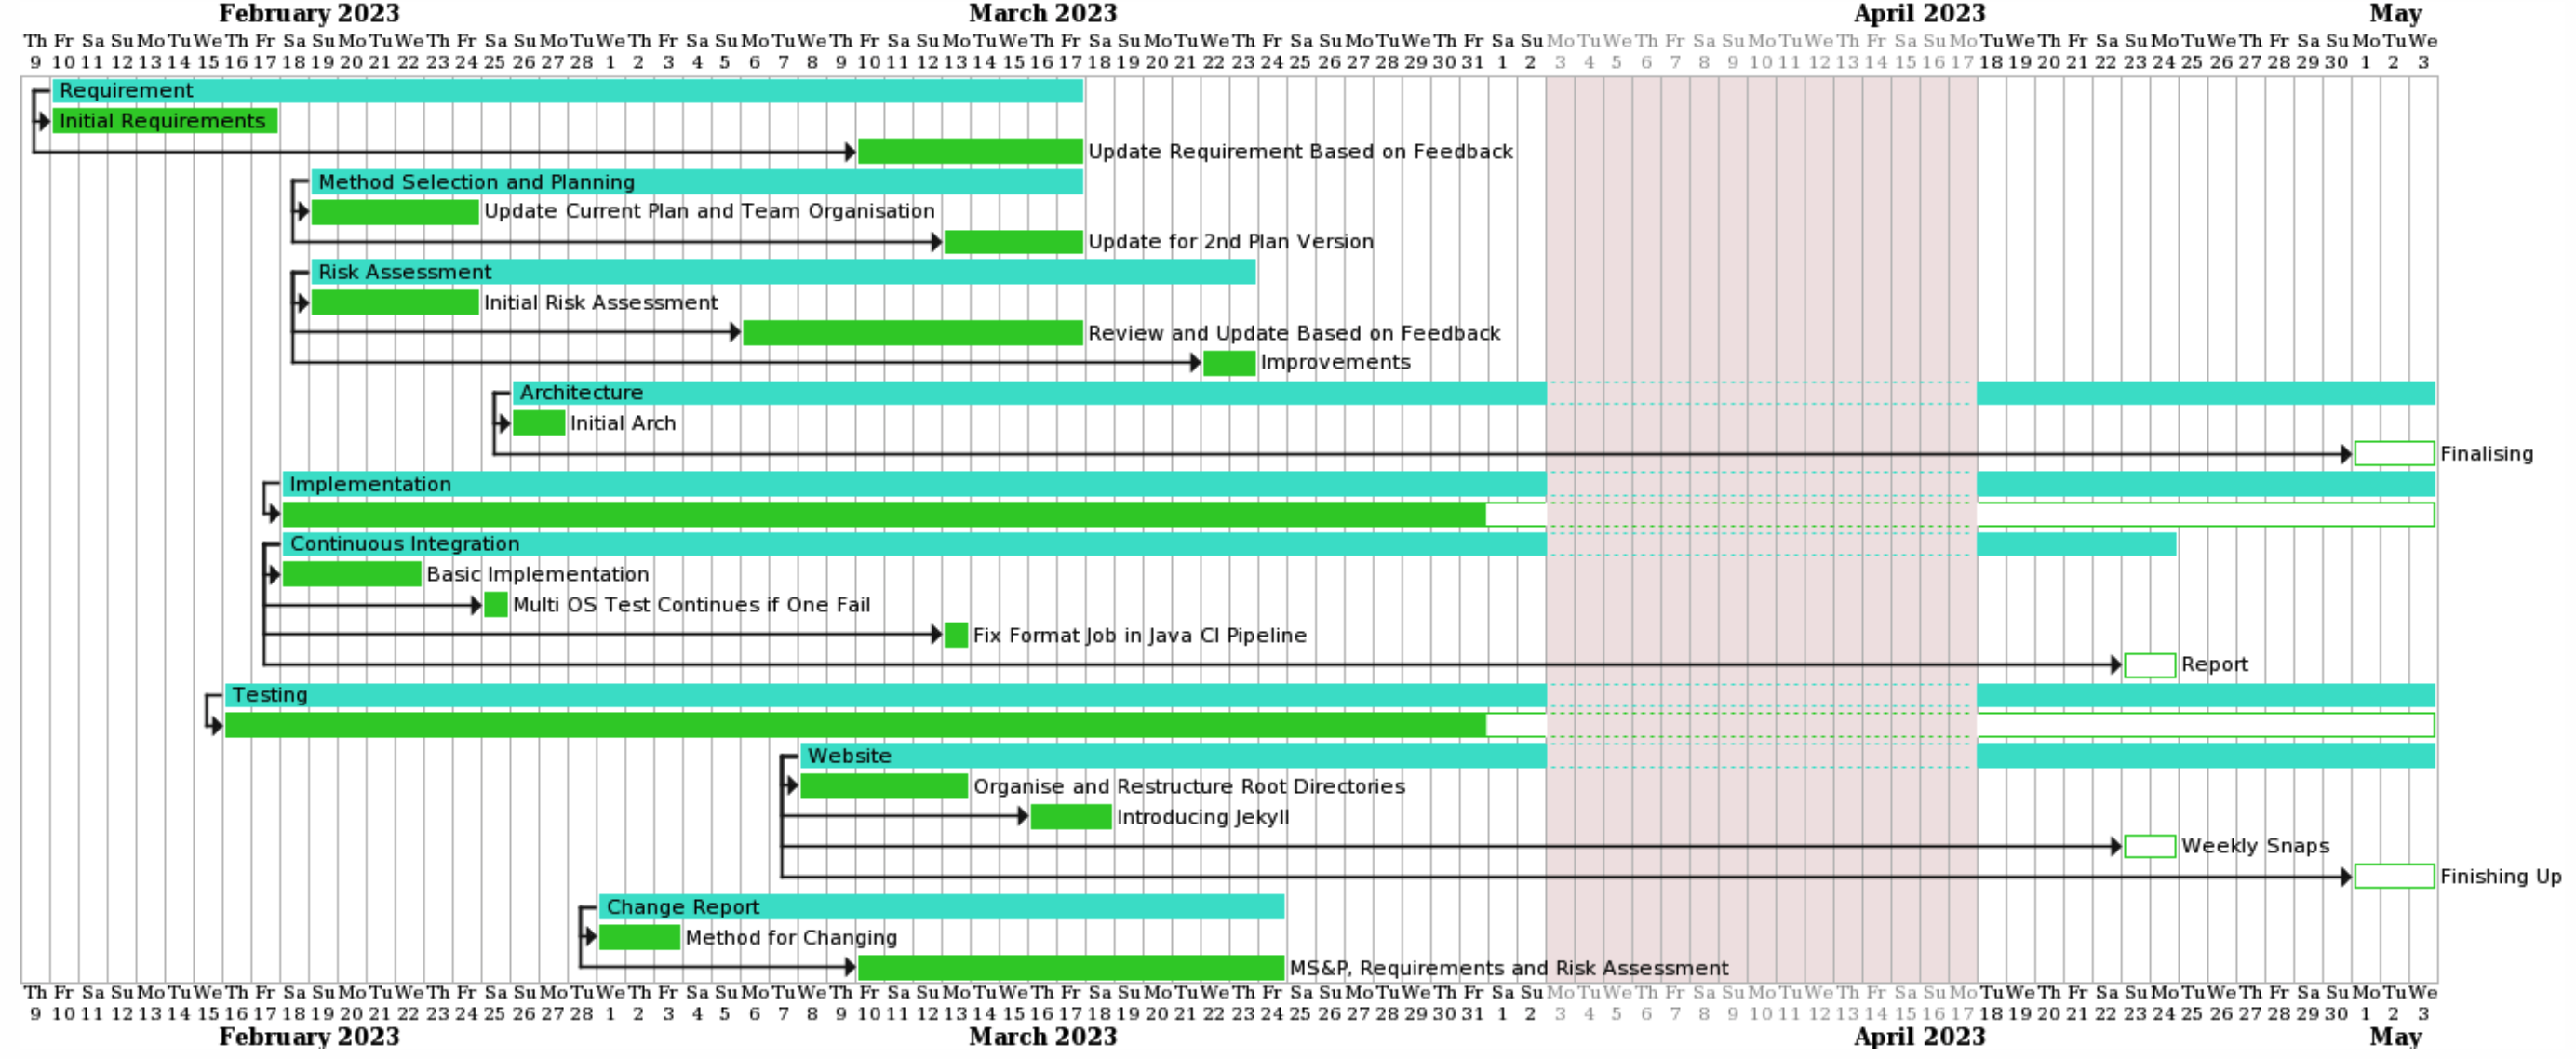 February 2023 March 2023 April 2023 May
Th Fr Sa Su Mo Tu We Th Fr Sa Su Mo Tu We Th Fr Sa Su Mo Tu We Th Fr Sa Su Mo Tu We Th Fr Sa Su Mo Tu We Th Fr Sa Su Mo Tu We Th Fr Sa Su Mo Tu We Th Fr Sa Su Mo Tu We Th Fr Sa Su Mo Tu We Th Fr Sa Su Mo Tu We Th Fr Sa Su Mo Tu We Th Fr Sa Su Mo Tu We
9 10 11 12 13 14 15 16 17 18 19 20 21 22 23 24 25 26 27 28 1 2 3 4 5 6 7 8 9 10 11 12 13 14 15 16 17 18 19 20 21 22 23 24 25 26 27 28 29 30 31 1 2 3 4 5 6 7 8 9 10 11 12 13 14 15 16 17 18 19 20 21 22 23 24 25 26 27 28 29 30 1 2 3
Requirement
Initial Requirements
Update Requirement Based on Feedback
Method Selection and Planning
Update Current Plan and Team Organisation
Update for 2nd Plan Version
Risk Assessment
Initial Risk Assessment
Review and Update Based on Feedback
Improvements
Architecture
Initial Arch
Finalising
Implementation
Continuous Integration
Basic Implementation
Multi OS Test Continues if One Fail
Fix Format Job in Java CI Pipeline
Report
Testing
Website
Organise and Restructure Root Directories
Introducing Jekyll
Weekly Snaps
Finishing Up
Change Report
Method for Changing
MS&P, Requirements and Risk Assessment
Th Fr Sa Su Mo Tu We Th Fr Sa Su Mo Tu We Th Fr Sa Su Mo Tu We Th Fr Sa Su Mo Tu We Th Fr Sa Su Mo Tu We Th Fr Sa Su Mo Tu We Th Fr Sa Su Mo Tu We Th Fr Sa Su Mo Tu We Th Fr Sa Su Mo Tu We Th Fr Sa Su Mo Tu We Th Fr Sa Su Mo Tu We Th Fr Sa Su Mo Tu We
9 10 11 12 13 14 15 16 17 18 19 20 21 22 23 24 25 26 27 28 1 2 3 4 5 6 7 8 9 10 11 12 13 14 15 16 17 18 19 20 21 22 23 24 25 26 27 28 29 30 31 1 2 3 4 5 6 7 8 9 10 11 12 13 14 15 16 17 18 19 20 21 22 23 24 25 26 27 28 29 30 1 2 3
February 2023 March 2023 April 2023 May